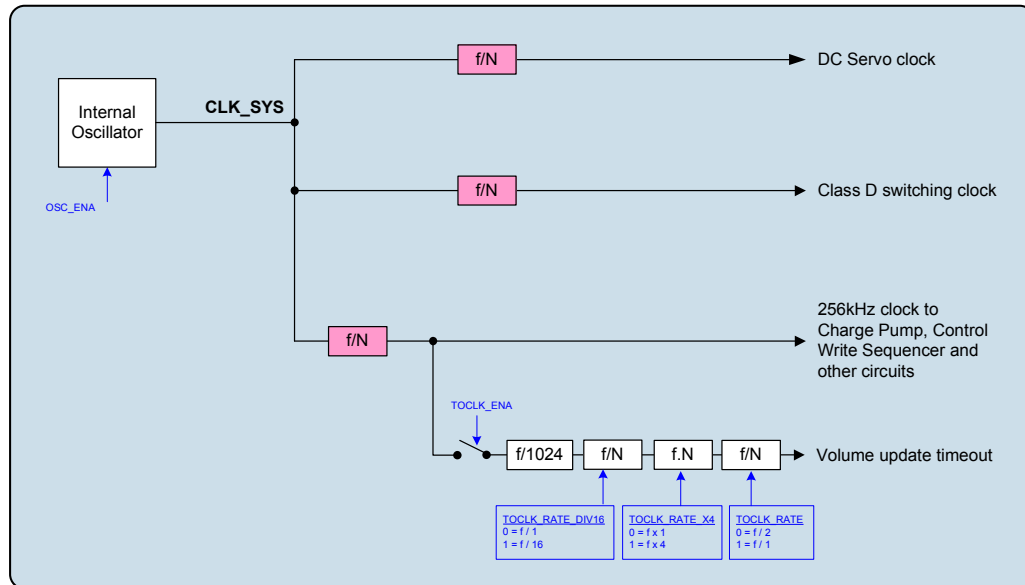 f/N
DC Servo clock
Internal
Oscillator
CLK_SYS
OSC_ENA
f/N
Class D switching clock
f/N
256kHz clock to
Charge Pump, Control
Write Sequencer and
other circuits
TOCLK_ENA
f/1024
f/N
f.N
f/N
Volume update timeout
TOCLK_RATE_DIV16
0 = f / 1
1 = f / 16
TOCLK_RATE_X4
0 = f x 1
1 = f x 4
TOCLK_RATE
0 = f / 2
1 = f / 1